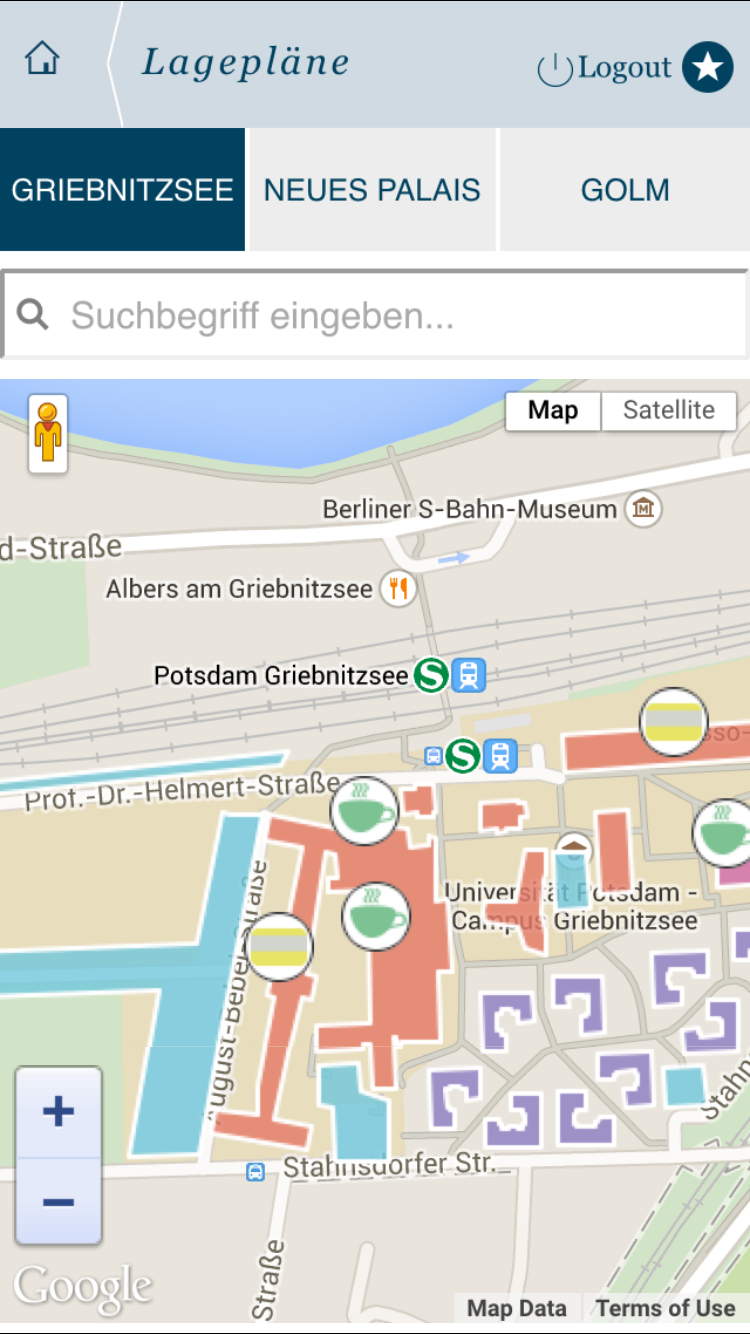 Lagepläne
Logout
GRIEBNITZSEE
NEUES PALAIS
GOLM
Suchbegriff eingeben...
Map
Satellite
Berliner S-Bahn-Museum
d-Straße
Albers am Griebnitzsee
Potsdam Griebnitzsee S
S
sso-
Prof.-Dr.-Helmert-Straße
August-Bebel-Straße
Universität Potsdam -
Campus Griebnitzsee
Stahn
+
Stahnsdorfer Str.
−
Straße
Google
Map Data
Terms of Use